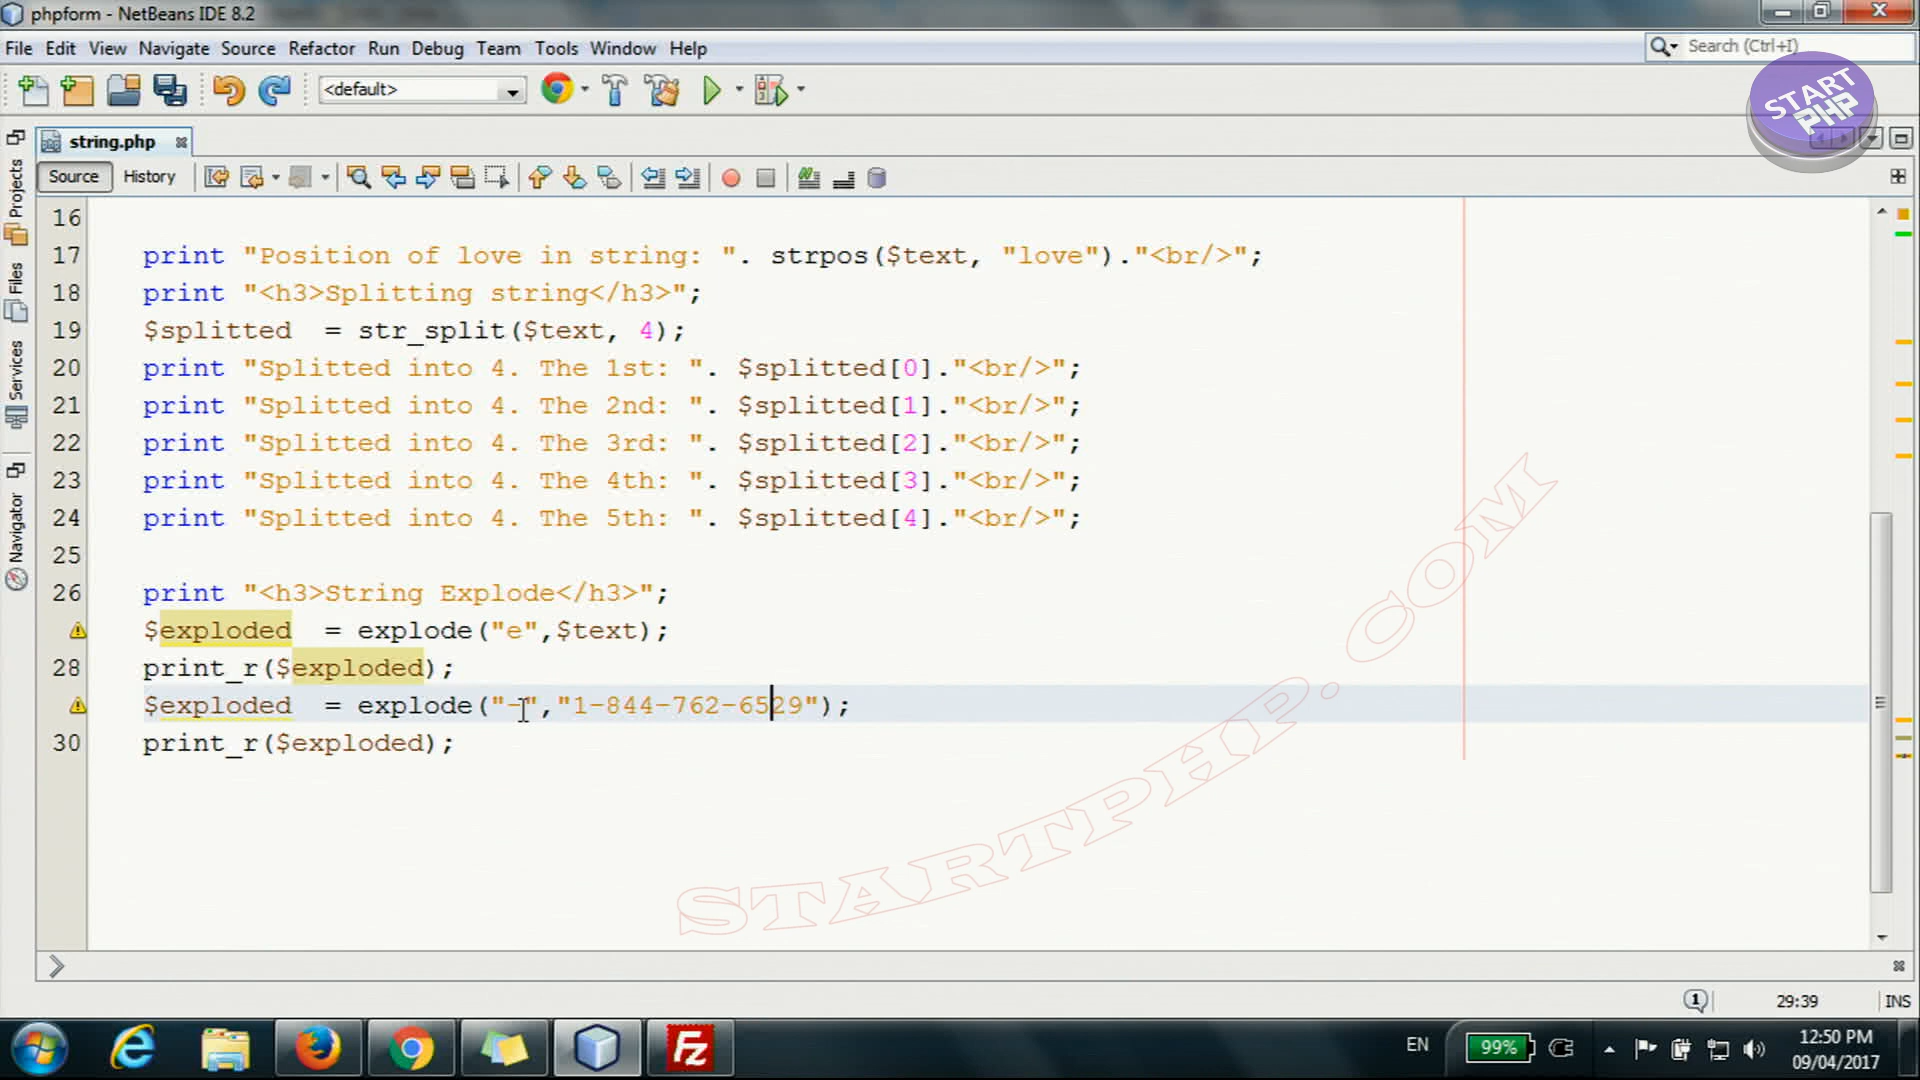 phpform - NetBeans IDE 8.2
File Edit View Navigate Source Refactor Run Debug Team Tools Window Help
Search (Ctrl+I)
<default>
START
PHP
string.php
Source History
Projects
Files
Services
Navigator
16
17 print "Position of love in string: ". strpos($text, "love")."<br/>";
18 print "<h3>Splitting string</h3>";
19 $splitted = str_split($text, 4);
20 print "Splitted into 4. The 1st: ". $splitted[0]."<br/>";
21 print "Splitted into 4. The 2nd: ". $splitted[1]."<br/>";
22 print "Splitted into 4. The 3rd: ". $splitted[2]."<br/>";
23 print "Splitted into 4. The 4th: ". $splitted[3]."<br/>";
24 print "Splitted into 4. The 5th: ". $splitted[4]."<br/>";
25
26 print "<h3>String Explode</h3>";
$exploded = explode("e",$text);
28 print_r($exploded);
$exploded = explode("-","1-844-762-6529");
30 print_r($exploded);
STARTPHP.COM
1
29:39
INS
EN
99%
12:50 PM
09/04/2017